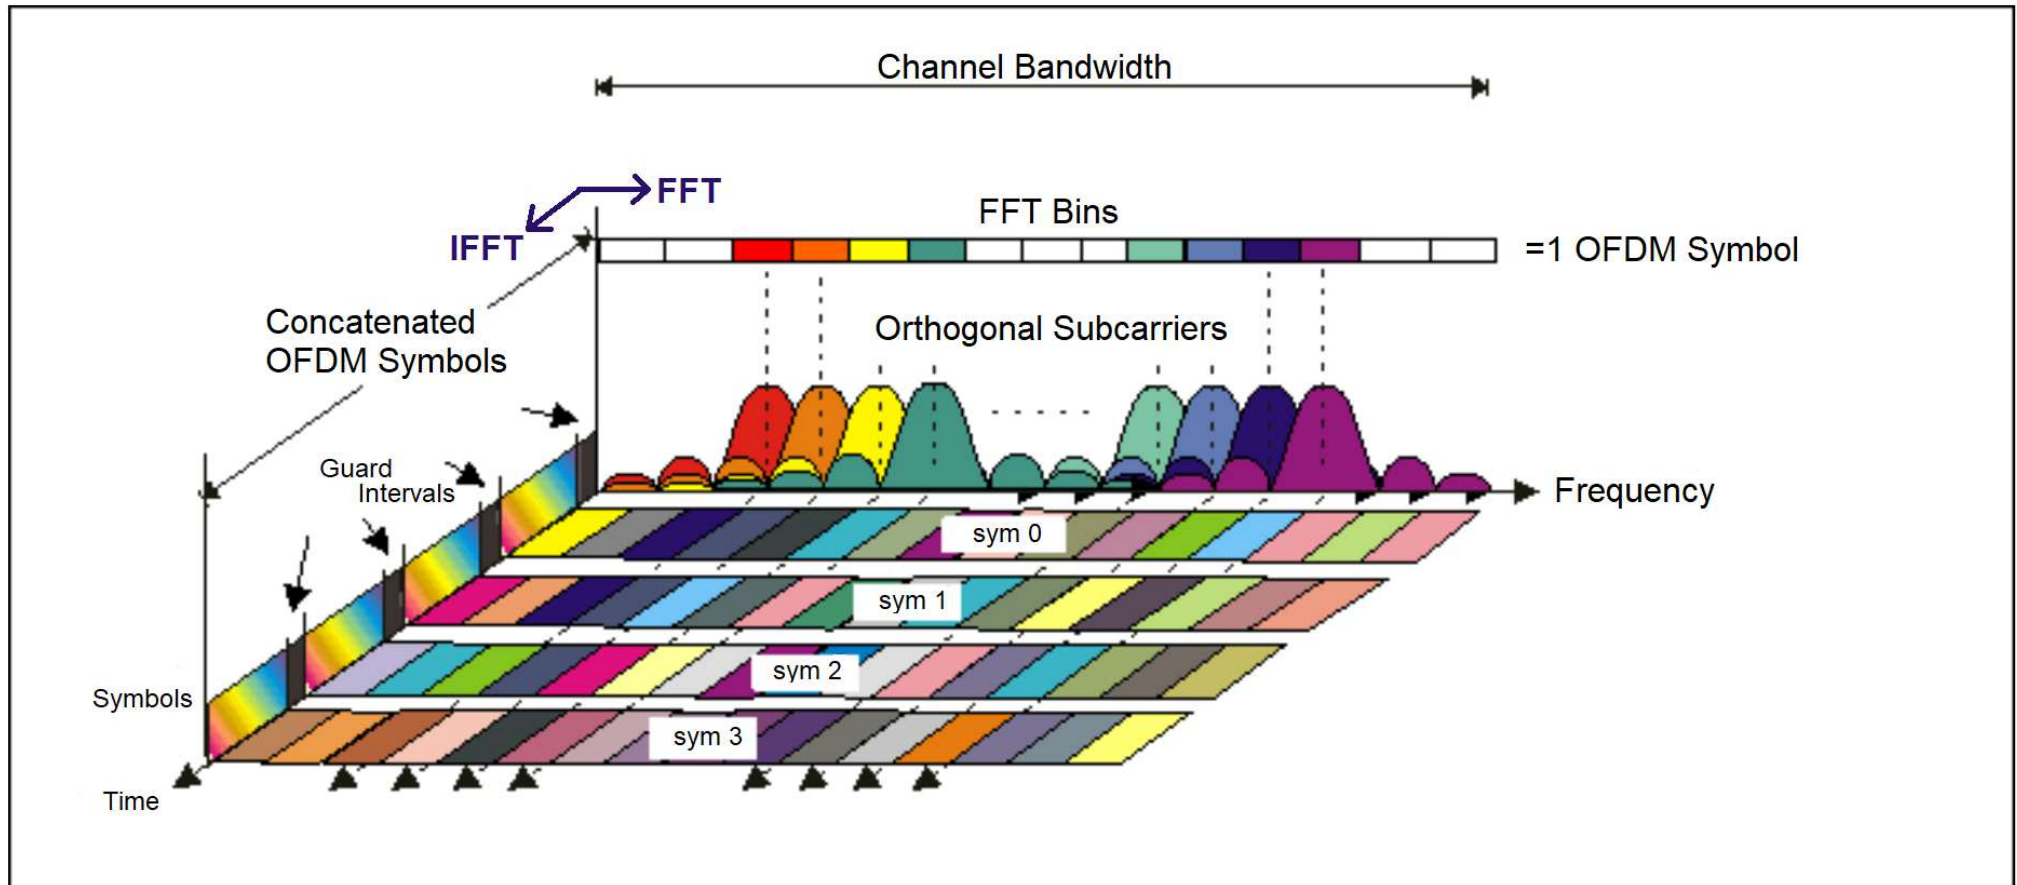 Channel Bandwidth
FFT
IFFT
FFT Bins
=1 OFDM Symbol
Concatenated
OFDM Symbols
Orthogonal Subcarriers
Guard
Intervals
Frequency
sym 0
sym 1
sym 2
sym 3
Symbols
Time